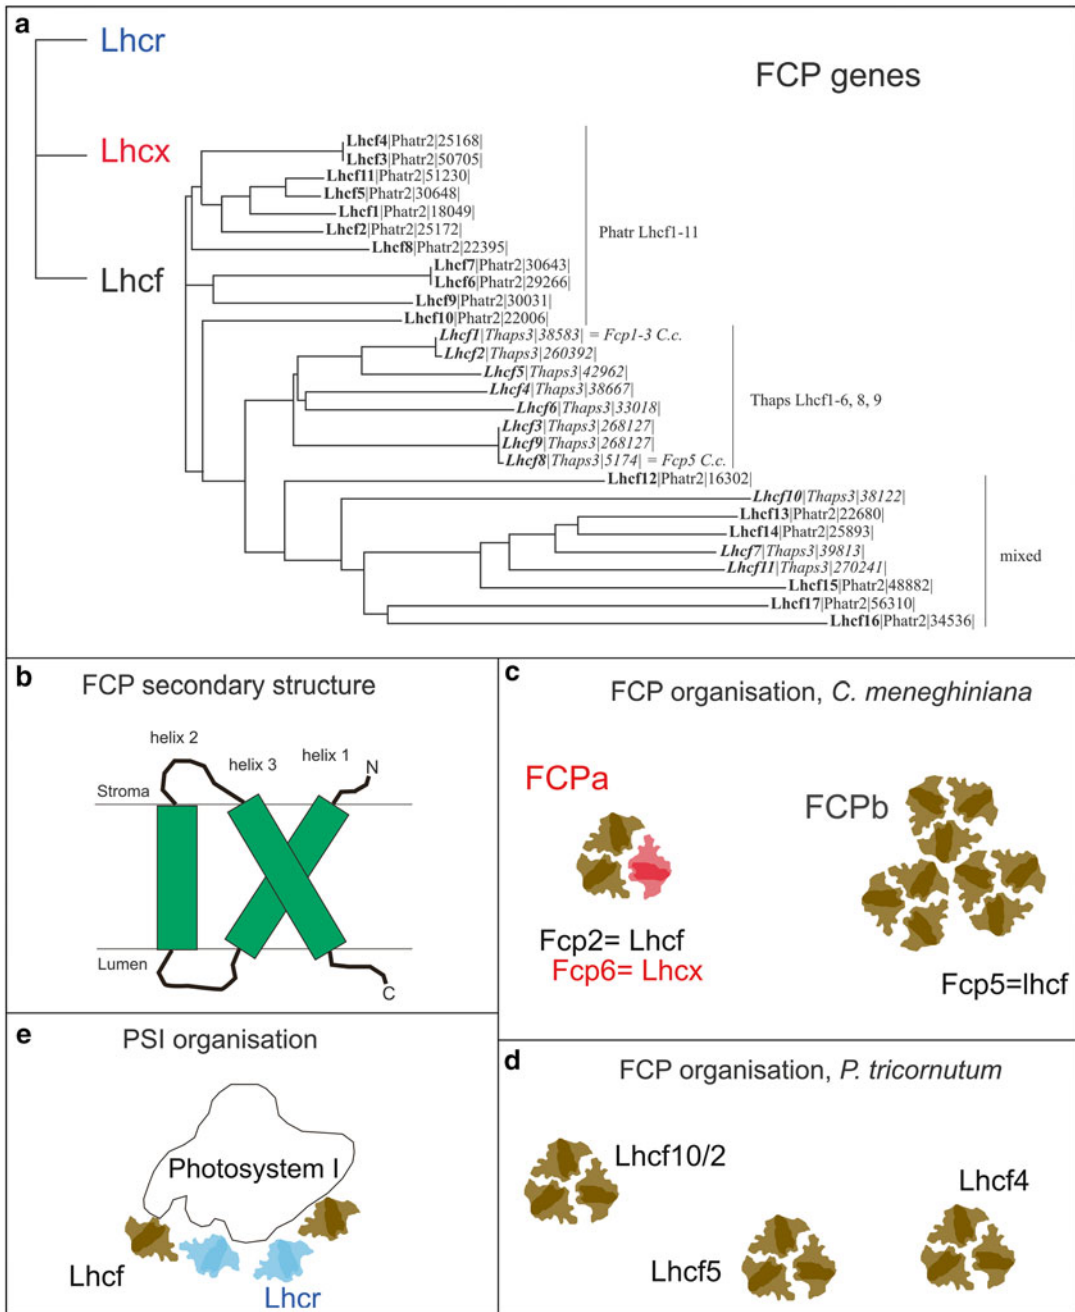 a
Lhcr
FCP genes
Lhcx
Lhcf
Lhcf4|Phatr2|25168|
Lhcf3|Phatr2|50705|
Lhcf11|Phatr2|51230|
Lhcf5|Phatr2|30648|
Lhcf1|Phatr2|18049|
Lhcf2|Phatr2|25172|
Lhcf8|Phatr2|22395|
Lhcf7|Phatr2|30643|
Lhcf6|Phatr2|29266|
Lhcf9|Phatr2|30031|
Lhcf10|Phatr2|22006|
Phatr Lhcf1-11
Lhcf1|Thaps3|38583| = Fcp1-3 C.c.
Lhcf2|Thaps3|260392|
Lhcf5|Thaps3|42962|
Lhcf4|Thaps3|38667|
Lhcf6|Thaps3|33018|
Lhcf3|Thaps3|268127|
Lhcf9|Thaps3|268127|
Lhcf8|Thaps3|5174| = Fcp5 C.c.
Thaps Lhcf1-6, 8, 9
Lhcf12|Phatr2|16302|
Lhcf10|Thaps3|38122|
Lhcf13|Phatr2|22680|
Lhcf14|Phatr2|25893|
Lhcf7|Thaps3|39813|
Lhcf11|Thaps3|270241|
Lhcf15|Phatr2|48882|
Lhcf17|Phatr2|56310|
Lhcf16|Phatr2|34536|
mixed
b
FCP secondary structure
helix 2
helix 3
helix 1
N
Stroma
Lumen
C
c
FCP organisation, C. meneghiniana
FCPa
FCPb
Fcp2= Lhcf
Fcp6= Lhcx
Fcp5=lhcf
e
PSI organisation
Photosystem I
Lhcf
Lhcr
d
FCP organisation, P. tricornutum
Lhcf10/2
Lhcf5
Lhcf4